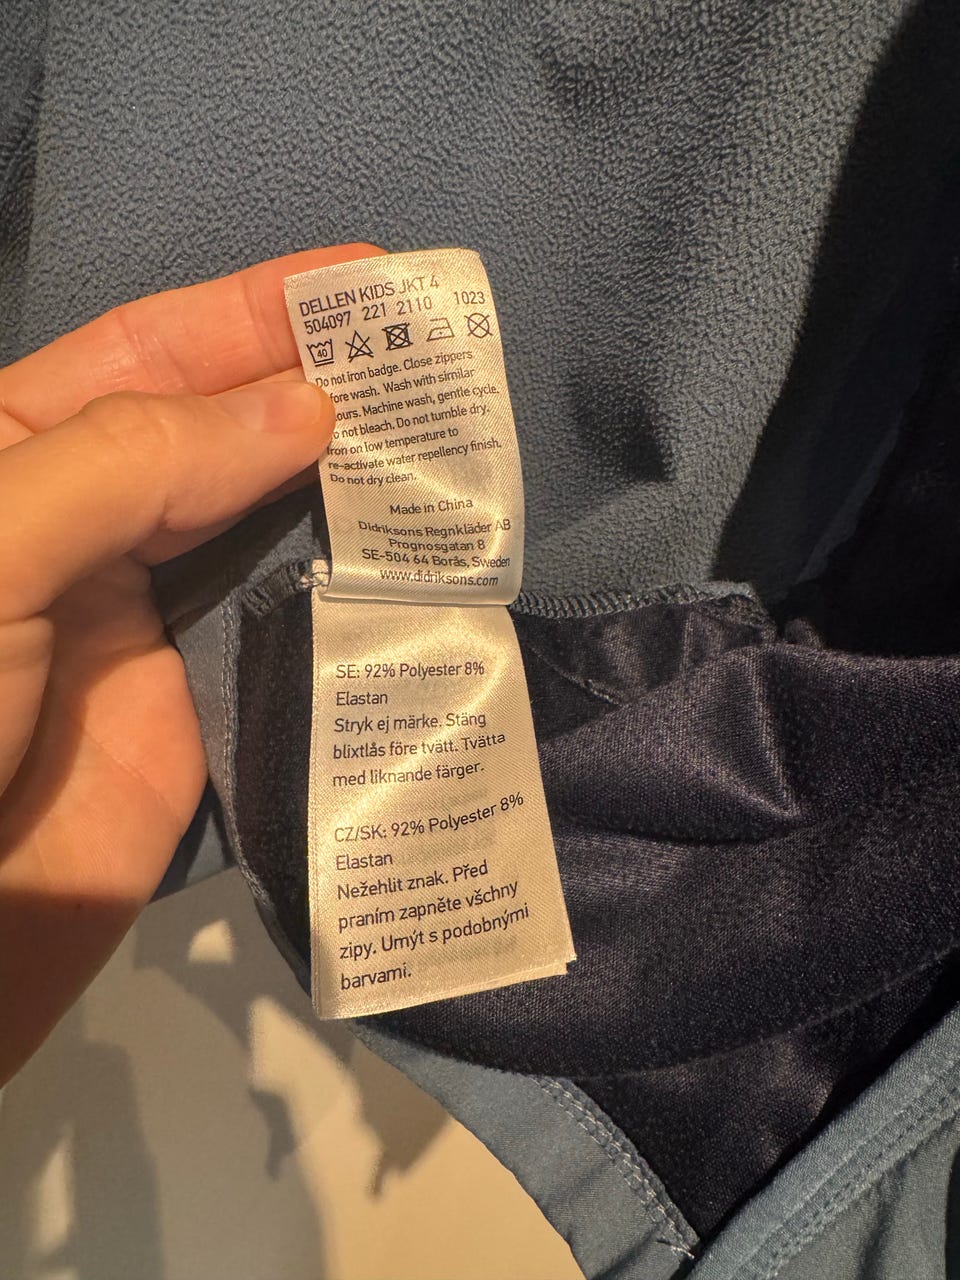 DELLEN KIDS JKT 4
504097 221 2110 1023
40
Do not iron badge. Close zippers
fore wash. Wash with similar
ours. Machine wash, gentle cycle.
o not bleach. Do not tumble dry.
Iron on low temperature to
re-activate water repellency finish.
Do not dry clean.
Made in China
Didriksons Regnkläder AB
Prognosgatan 8
SE-504 64 Borås, Sweden
www.didriksons.com
SE: 92% Polyester 8%
Elastan
Stryk ej märke. Stäng
blixtlås före tvätt. Tvätta
med liknande färger.
CZ/SK: 92% Polyester 8%
Elastan
Nežehlit znak. Před
praním zapněte všchny
zipy. Umýt s podobnými
barvami.